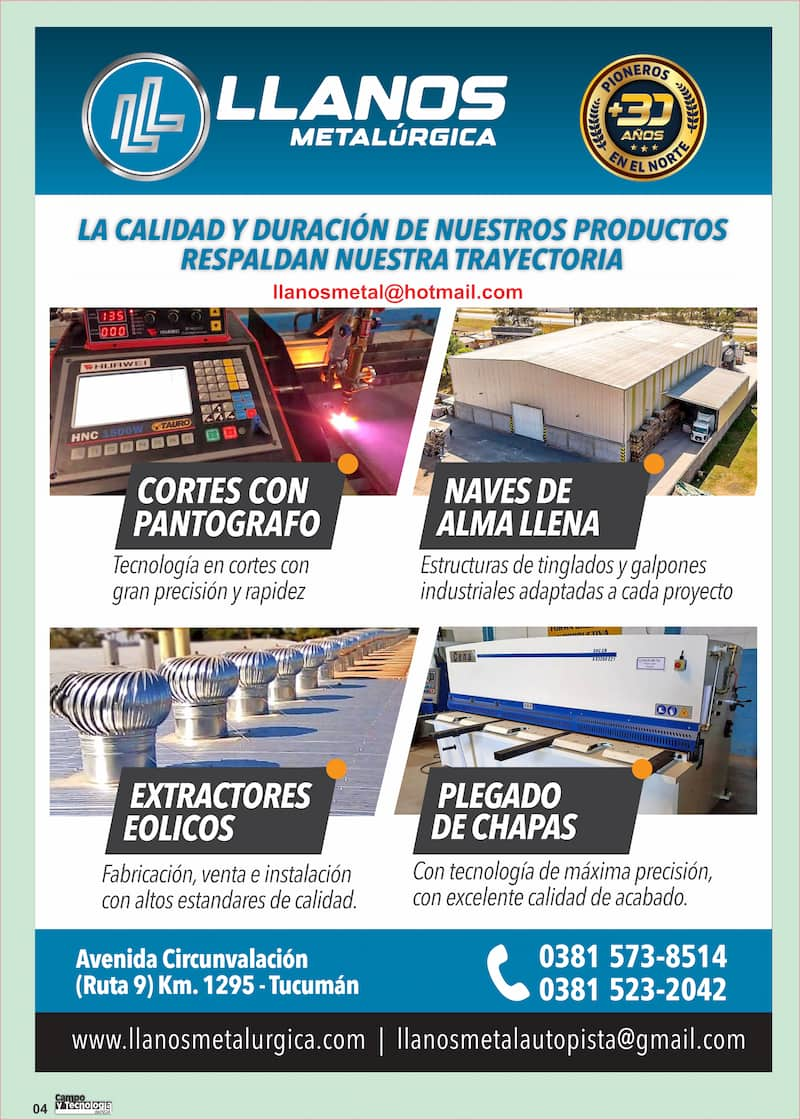 LLANOS
METALÚRGICA
PIONEROS
+30
AÑOS
EN EL NORTE
LA CALIDAD Y DURACIÓN DE NUESTROS PRODUCTOS
RESPALDAN NUESTRA TRAYECTORIA
llanosmetal@hotmail.com
135
000
HUAWEI
HUAWEI
HNC 1500W
TAURO
CORTES CON
PANTOGRAFO
Tecnología en cortes con
gran precisión y rapidez
NAVES DE
ALMA LLENA
Estructuras de tinglados y galpones
industriales adaptadas a cada proyecto
EXTRACTORES
EOLICOS
Fabricación, venta e instalación
con altos estandares de calidad.
PLEGADO
DE CHAPAS
Con tecnología de máxima precisión,
con excelente calidad de acabado.
Avenida Circunvalación
(Ruta 9) Km. 1295 - Tucumán
0381 573-8514
0381 523-2042
www.llanosmetalurgica.com | llanosmetalautopista@gmail.com
04 Campo
y Tecnología